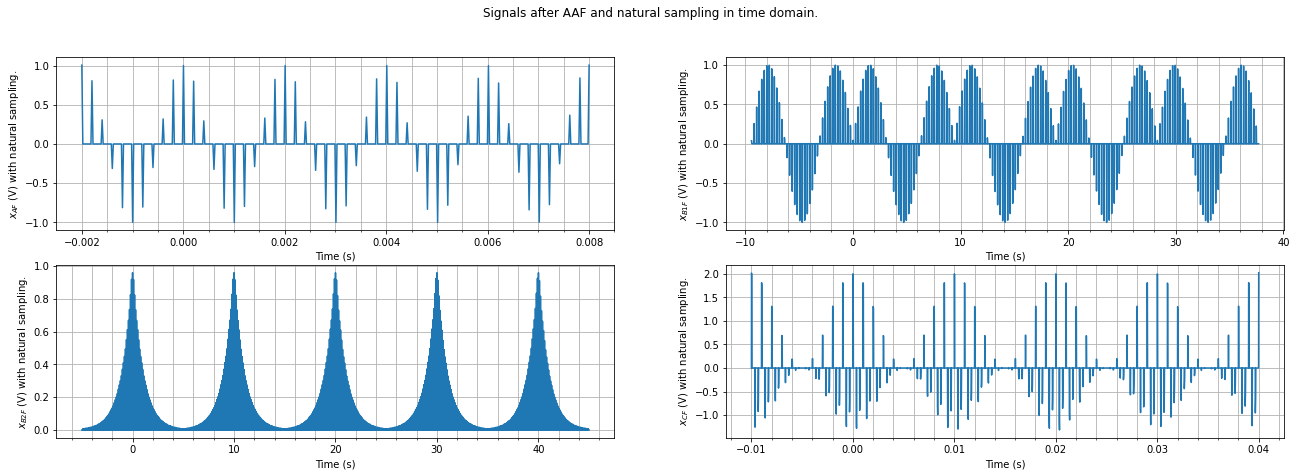 Signals after AAF and natural sampling in time domain.
x_AF (V) with natural sampling.
1.0
0.5
0.0
−0.5
−1.0
−0.002 0.000 0.002 0.004 0.006 0.008
Time (s)
x_B1F (V) with natural sampling.
1.0
0.5
0.0
−0.5
−1.0
−10 0 10 20 30 40
Time (s)
x_B2F (V) with natural sampling.
1.0
0.8
0.6
0.4
0.2
0.0
0 10 20 30 40
Time (s)
x_CF (V) with natural sampling.
2.0
1.5
1.0
0.5
0.0
−0.5
−1.0
−0.01 0.00 0.01 0.02 0.03 0.04
Time (s)